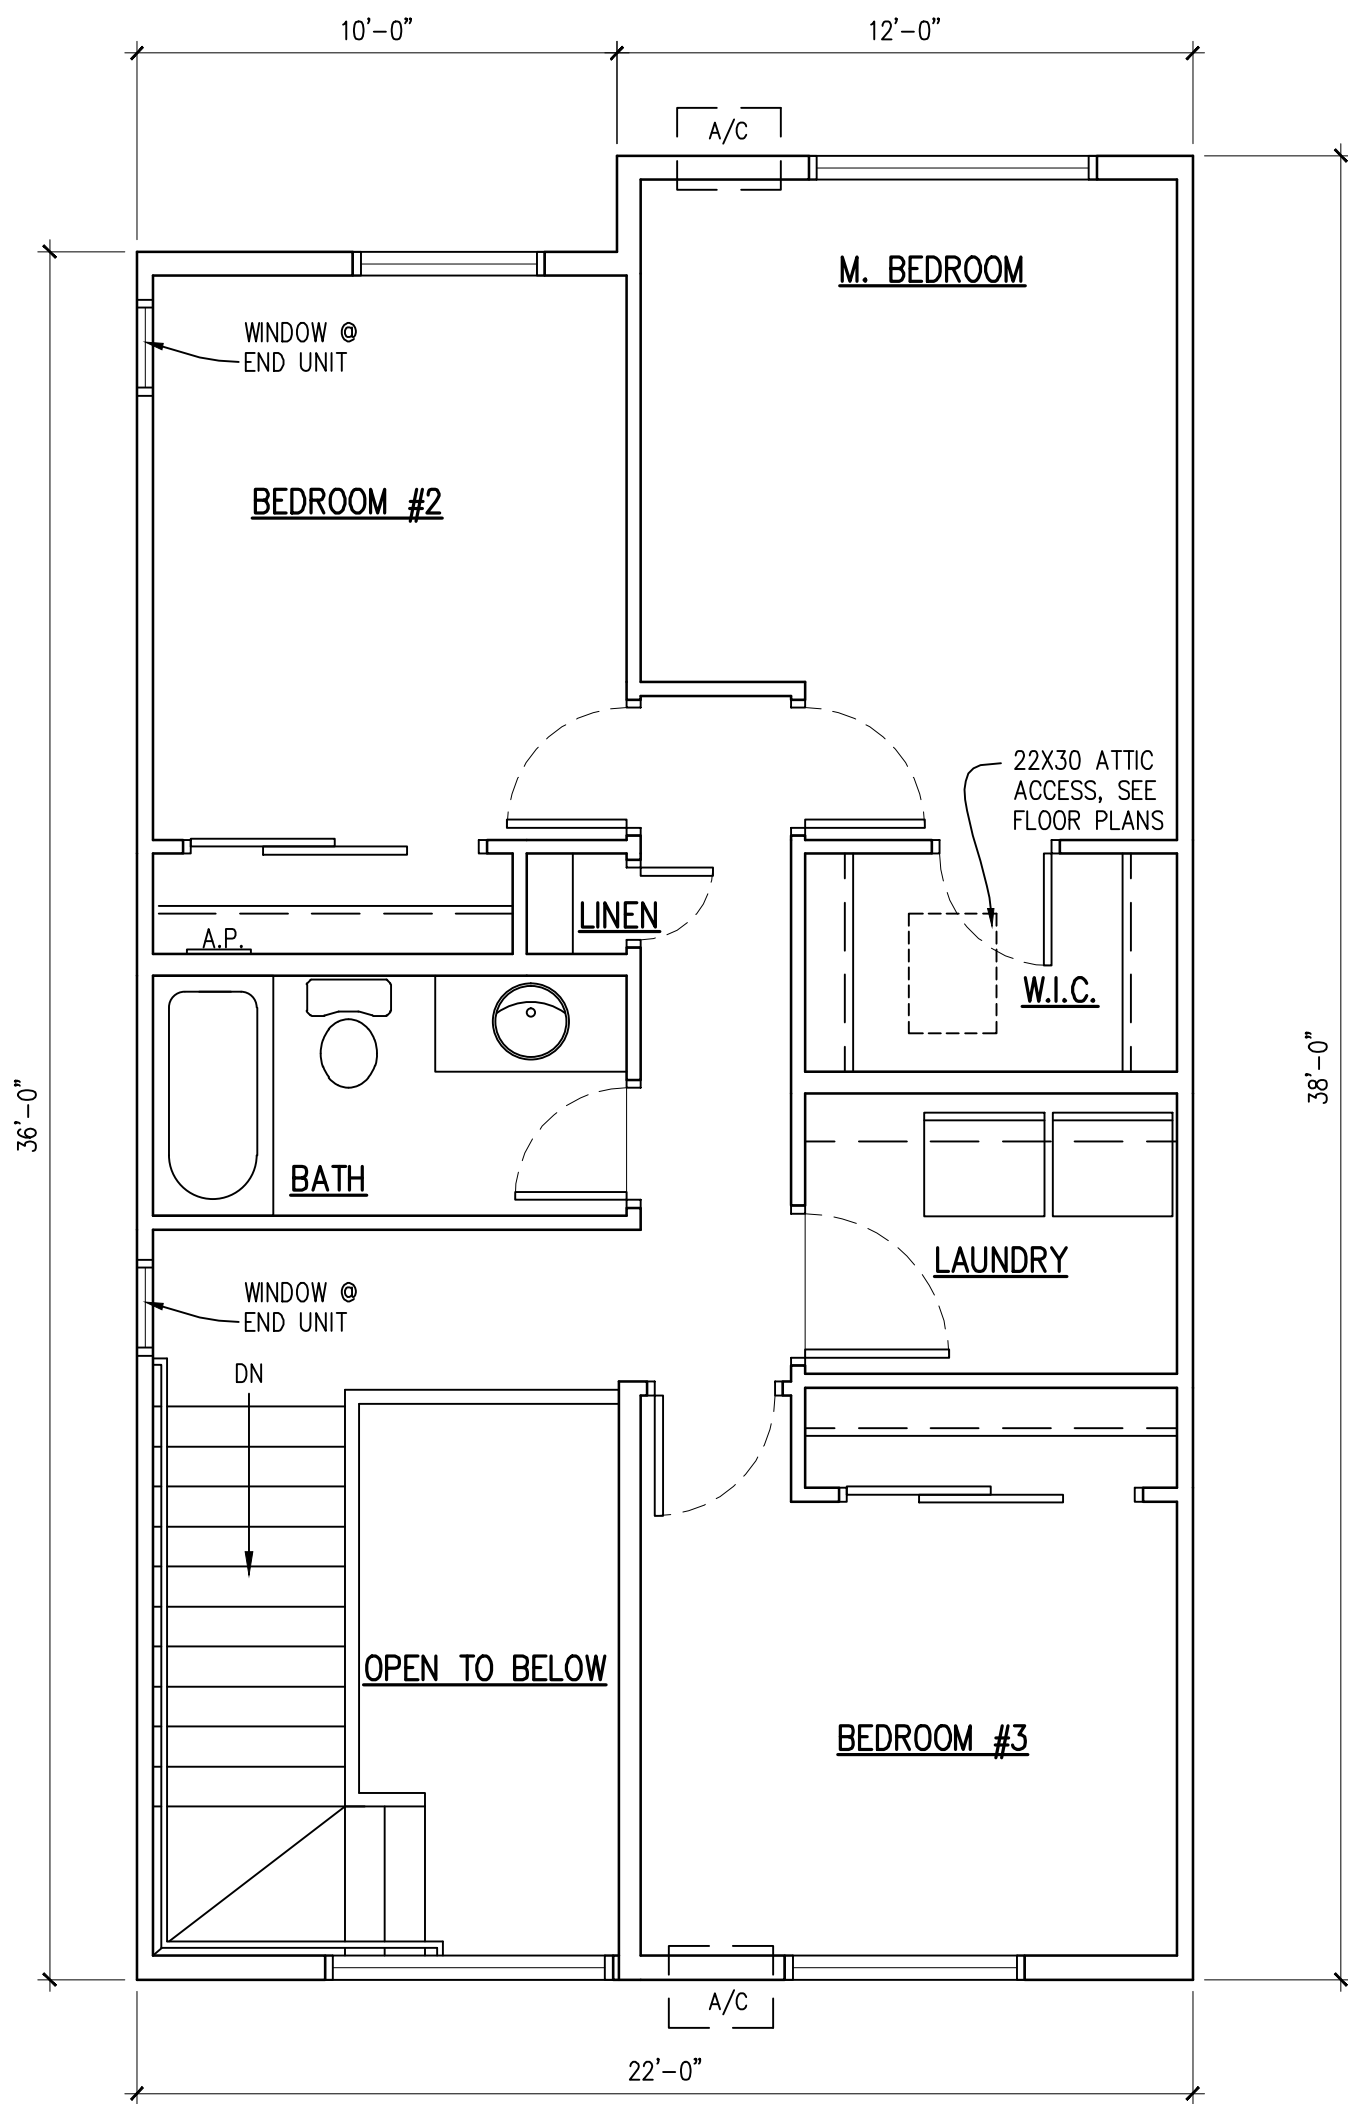 10'-0"
12'-0"
A/C
M. BEDROOM
WINDOW @
END UNIT
BEDROOM #2
22X30 ATTIC
ACCESS, SEE
FLOOR PLANS
LINEN
A.P.
W.I.C.
36'-0"
38'-0"
BATH
LAUNDRY
WINDOW @
END UNIT
DN
OPEN TO BELOW
BEDROOM #3
A/C
22'-0"